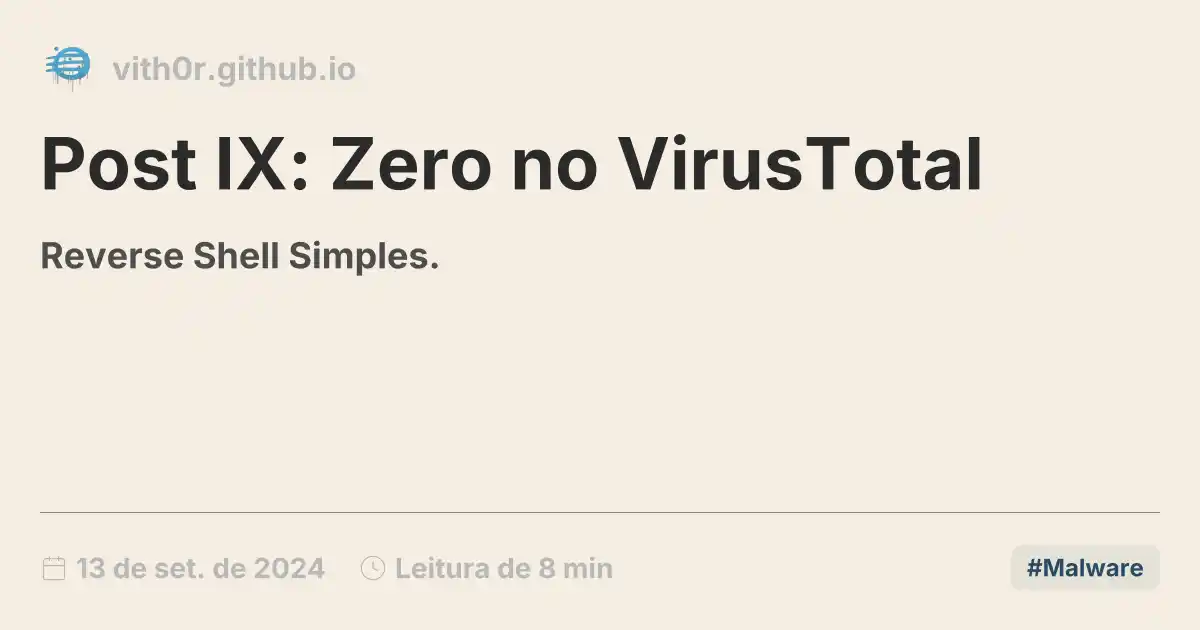 vith0r.github.io
Post IX: Zero no VirusTotal
Reverse Shell Simples.
13 de set. de 2024 Leitura de 8 min #Malware